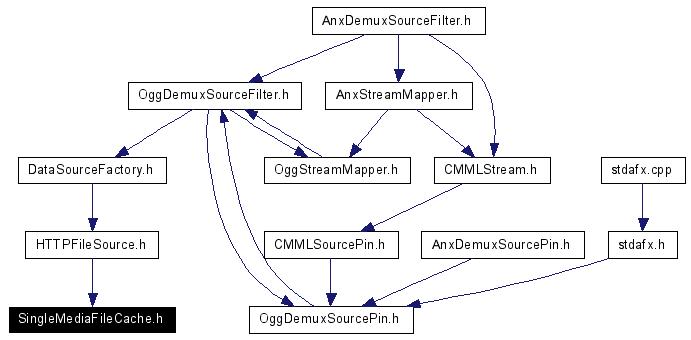 AnxDemuxSourceFilter.h
OggDemuxSourceFilter.h
AnxStreamMapper.h
DataSourceFactory.h
OggStreamMapper.h
CMMLStream.h
stdafx.cpp
HTTPFileSource.h
CMMLSourcePin.h
AnxDemuxSourcePin.h
stdafx.h
SingleMediaFileCache.h
OggDemuxSourcePin.h